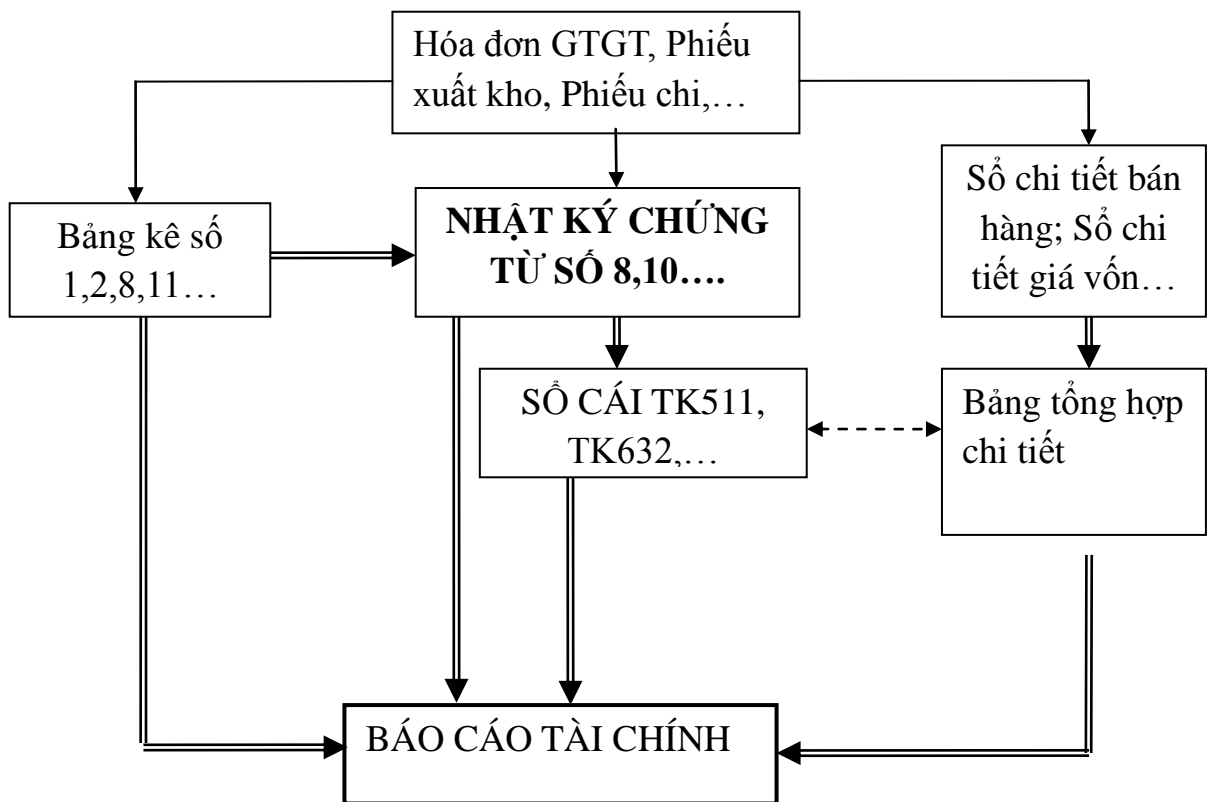 Hóa đơn GTGT, Phiếu
xuất kho, Phiếu chi,…
Bảng kê số
1,2,8,11…
NHẬT KÝ CHỨNG
TỪ SỐ 8,10….
Sổ chi tiết bán
hàng; Sổ chi
tiết giá vốn…
SỔ CÁI TK511,
TK632,…
Bảng tổng hợp
chi tiết
BÁO CÁO TÀI CHÍNH